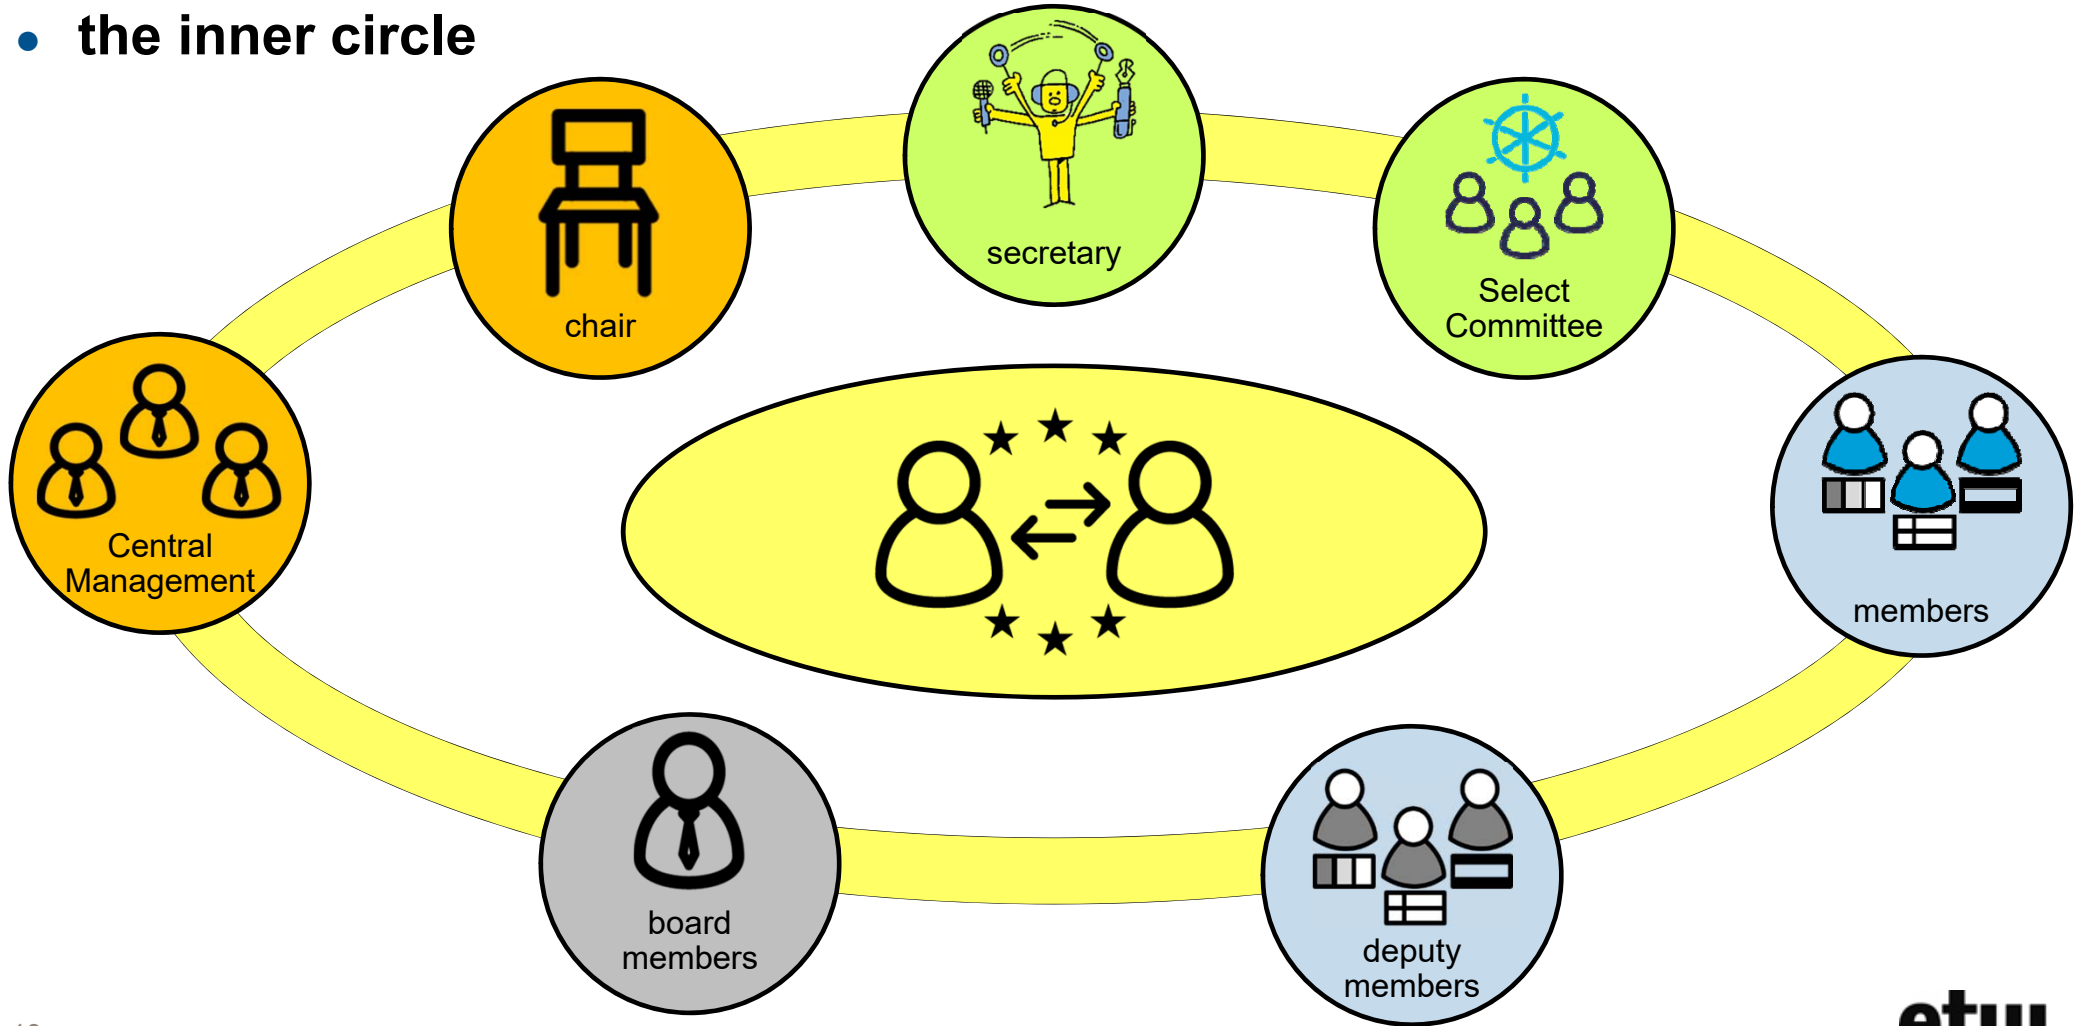 the inner circle
secretary
chair
Select
Committee
Central
Management
members
board
members
deputy
members